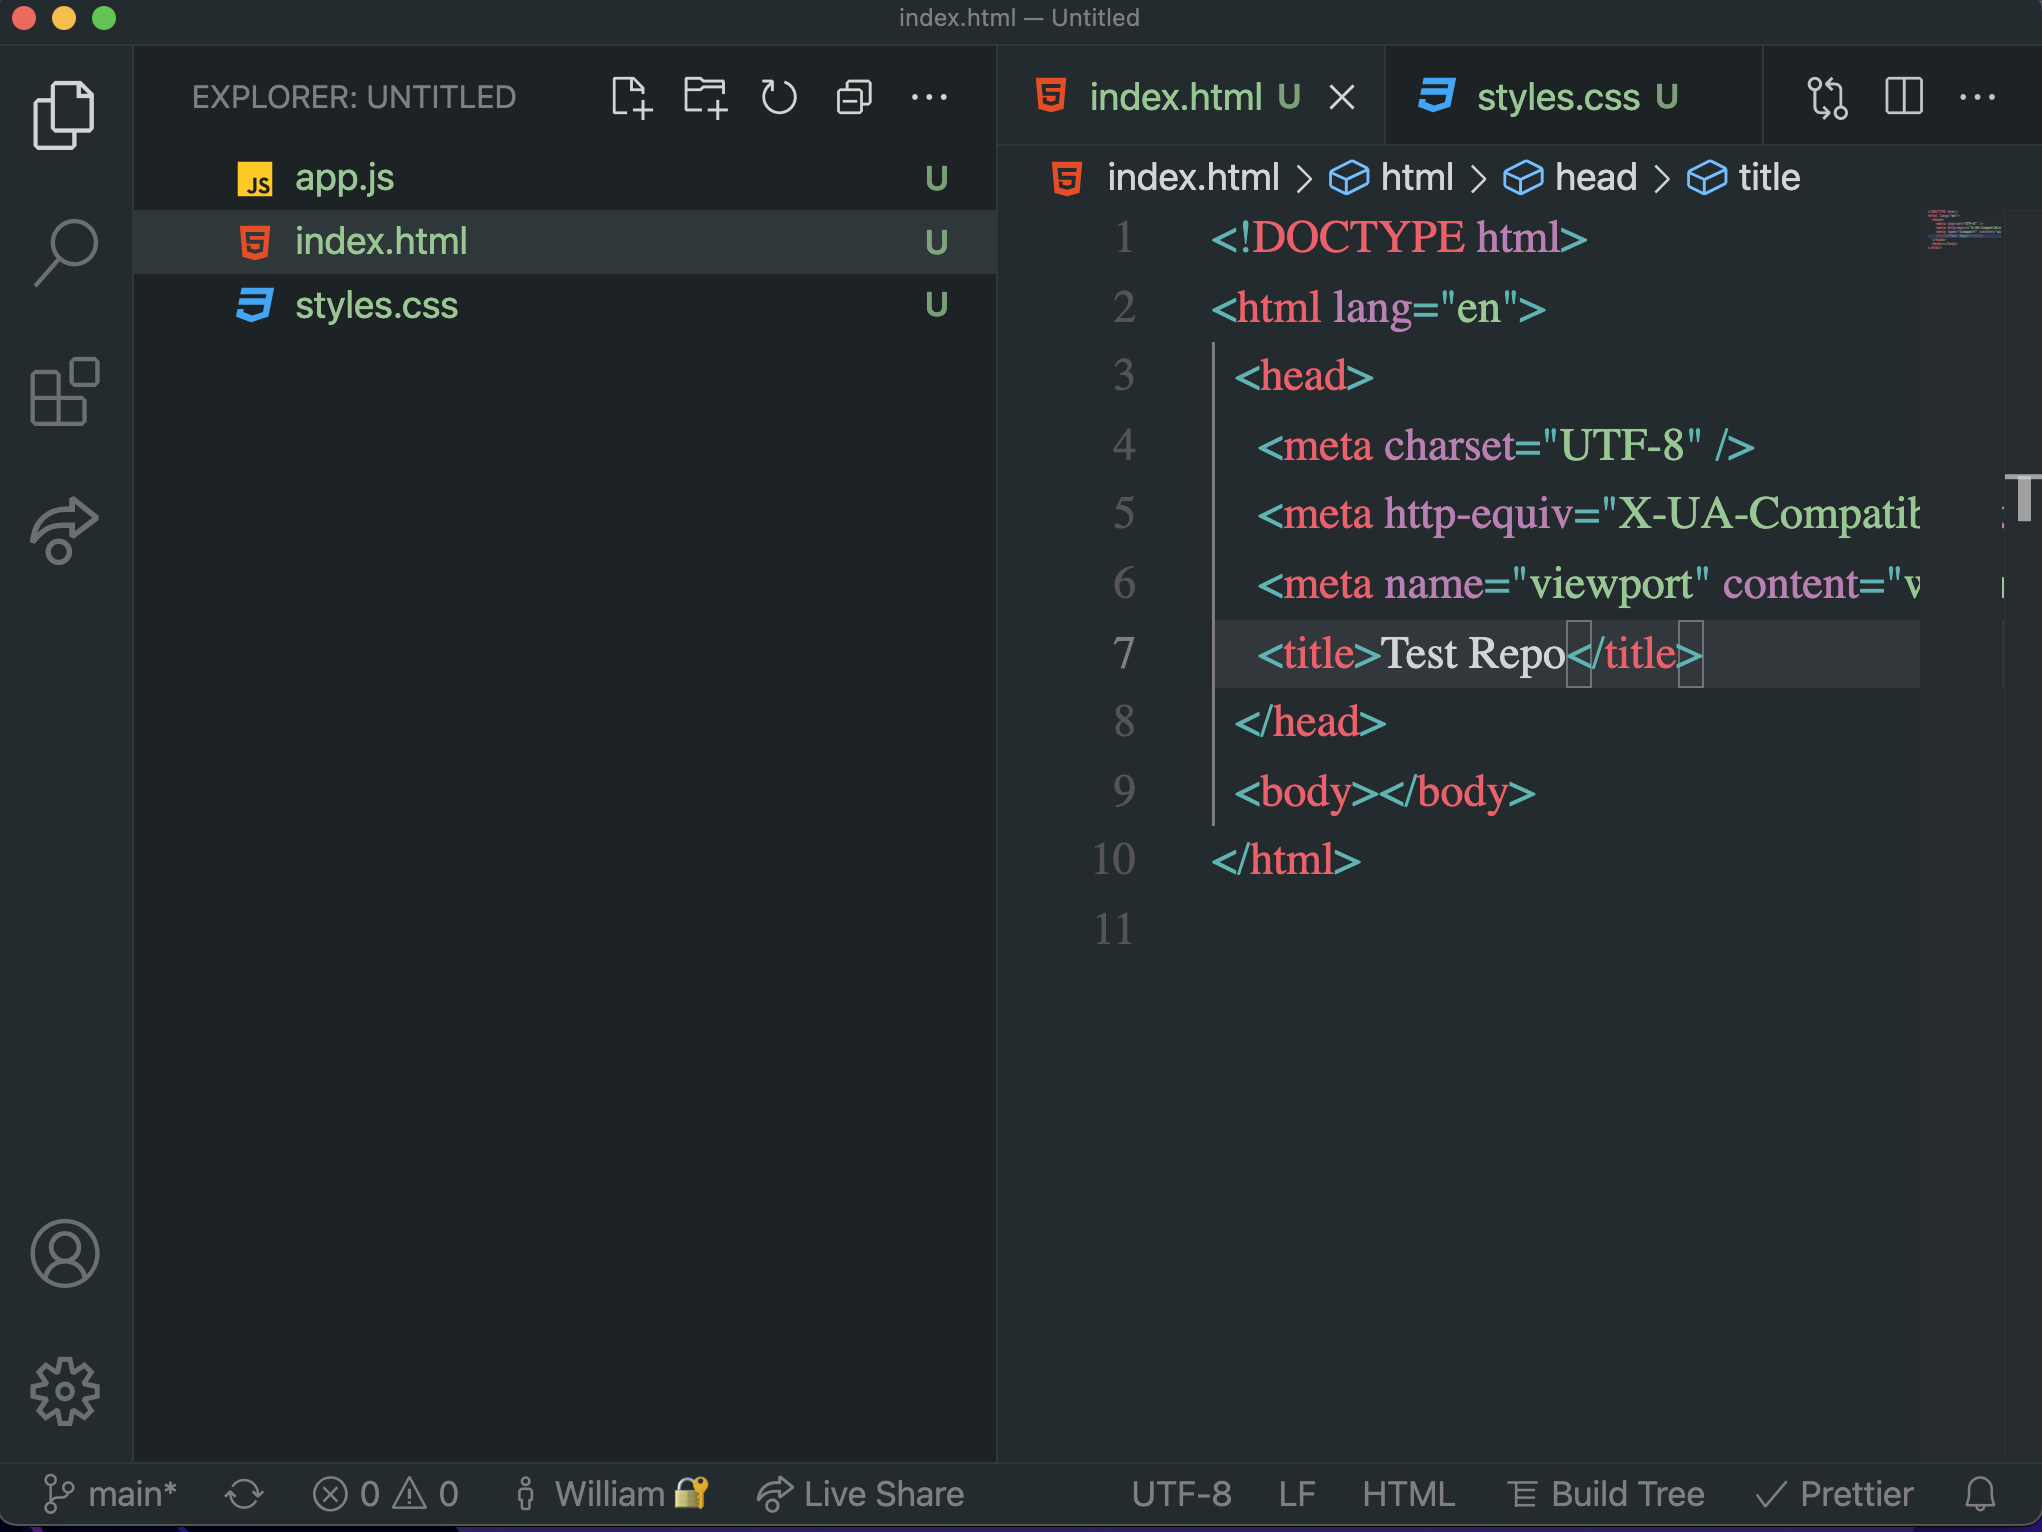 index.html — Untitled
EXPLORER: UNTITLED
JS app.js U
index.html U
styles.css U
index.html U
styles.css U
index.html > html > head > title
1 <!DOCTYPE html>
2 <html lang="en">
3 <head>
4 <meta charset="UTF-8" />
5 <meta http-equiv="X-UA-Compatib
6 <meta name="viewport" content="
7 <title>Test Repo</title>
8 </head>
9 <body></body>
10 </html>
11
main* 0 0 William Live Share UTF-8 LF HTML Build Tree Prettier